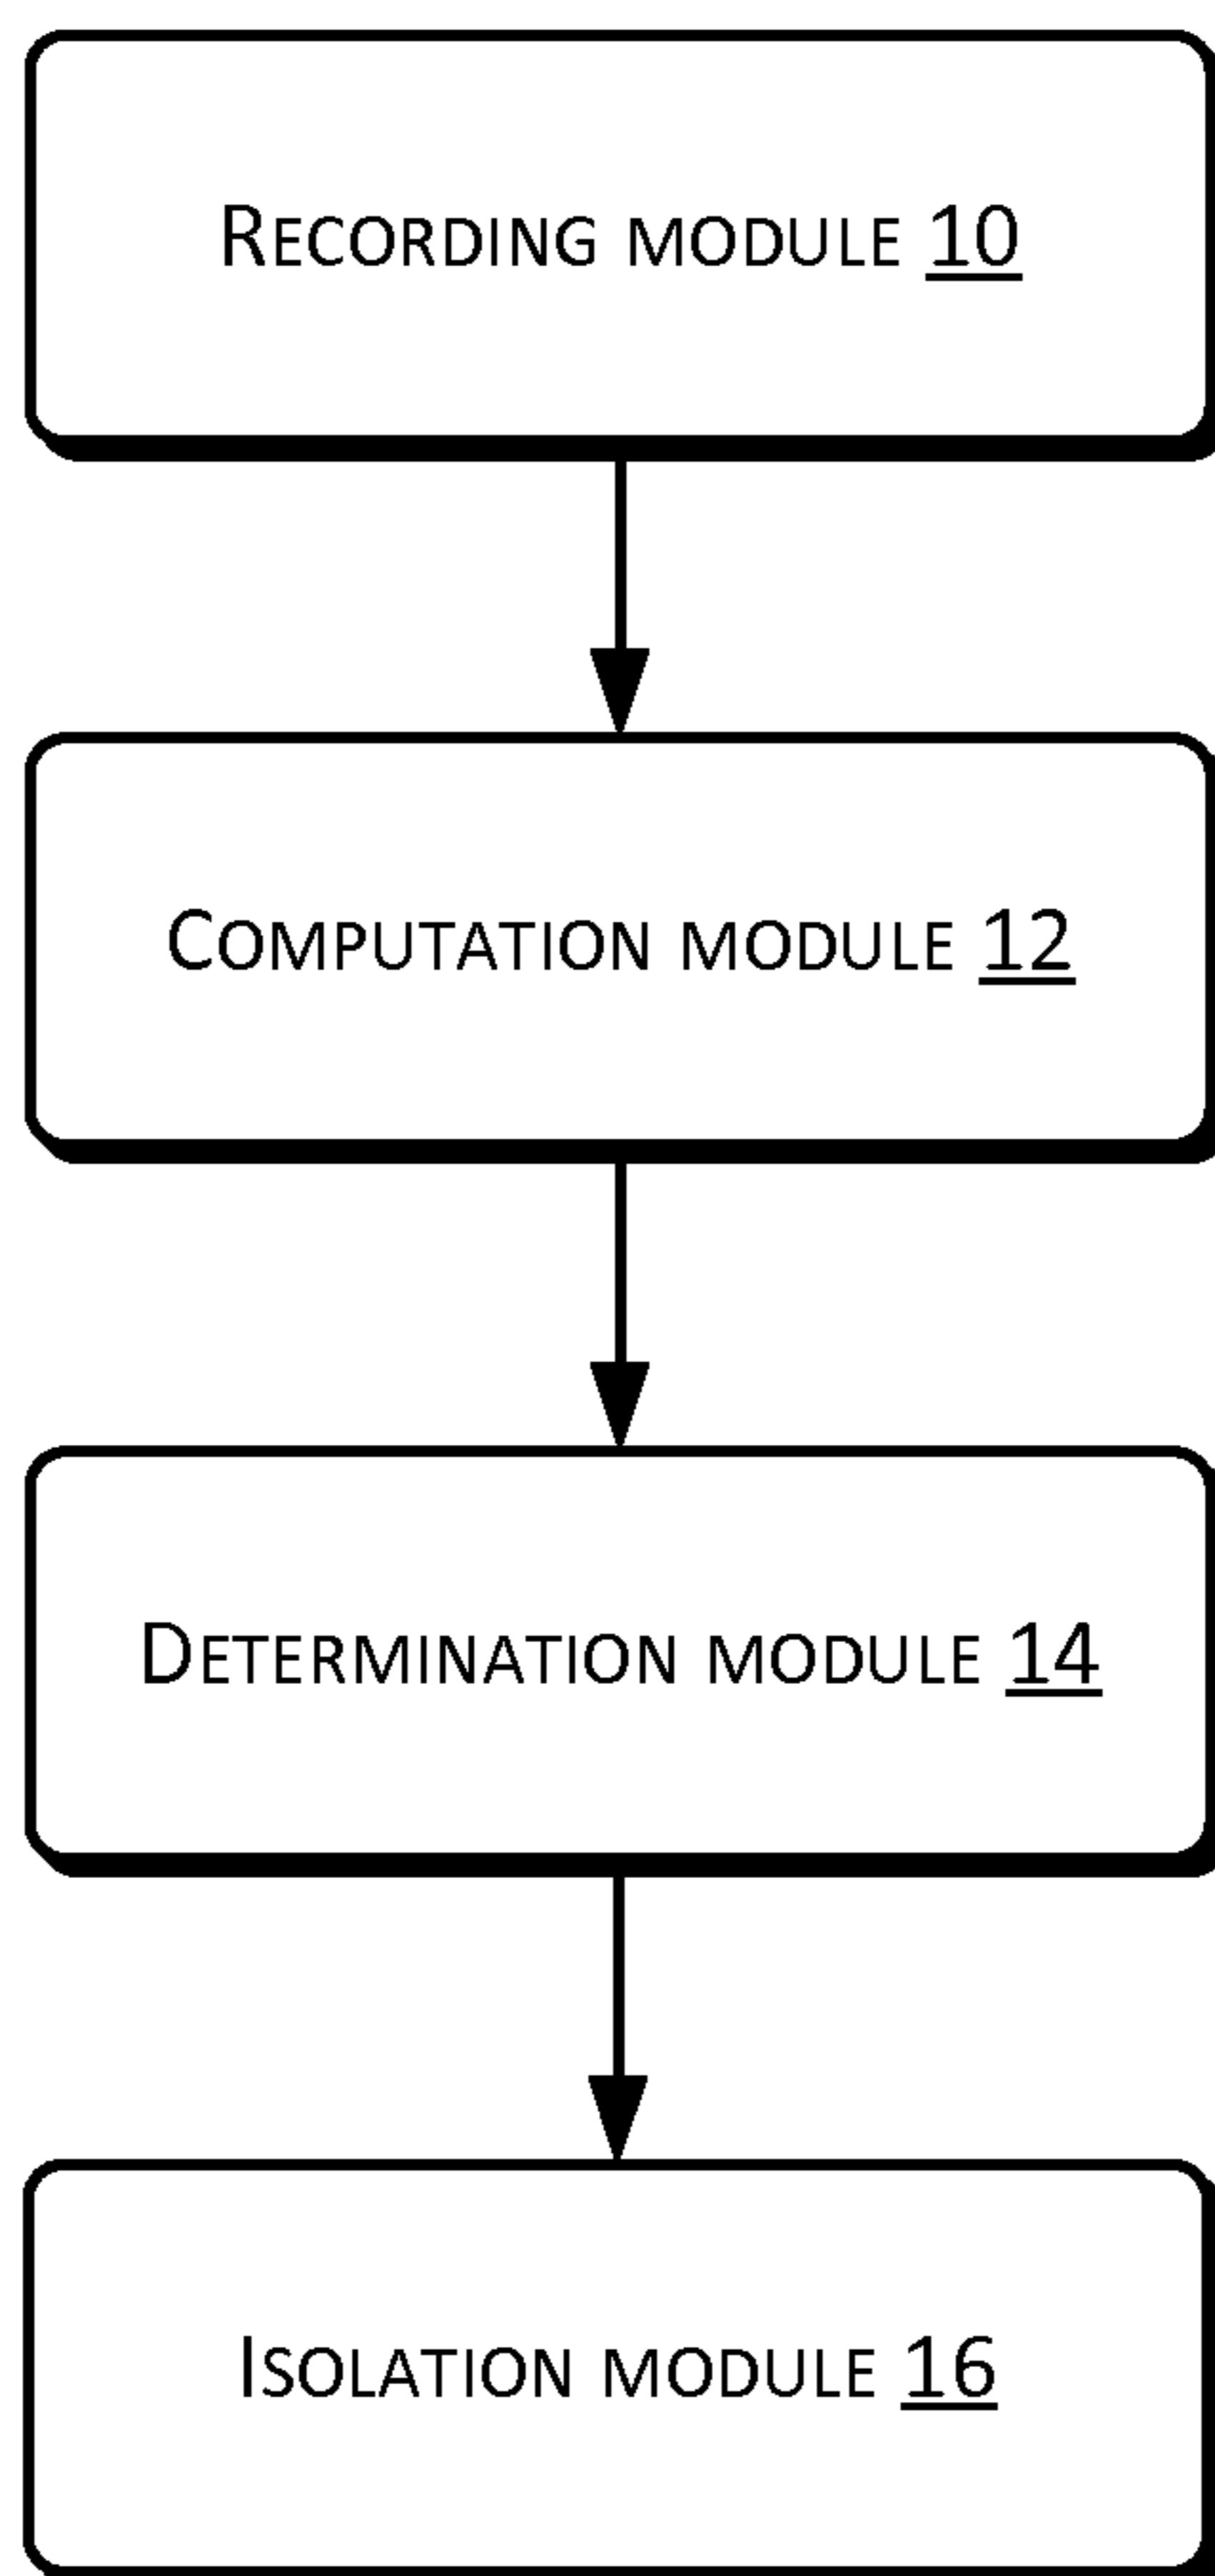 Recording module 10
Computation module 12
Determination module 14
Isolation module 16